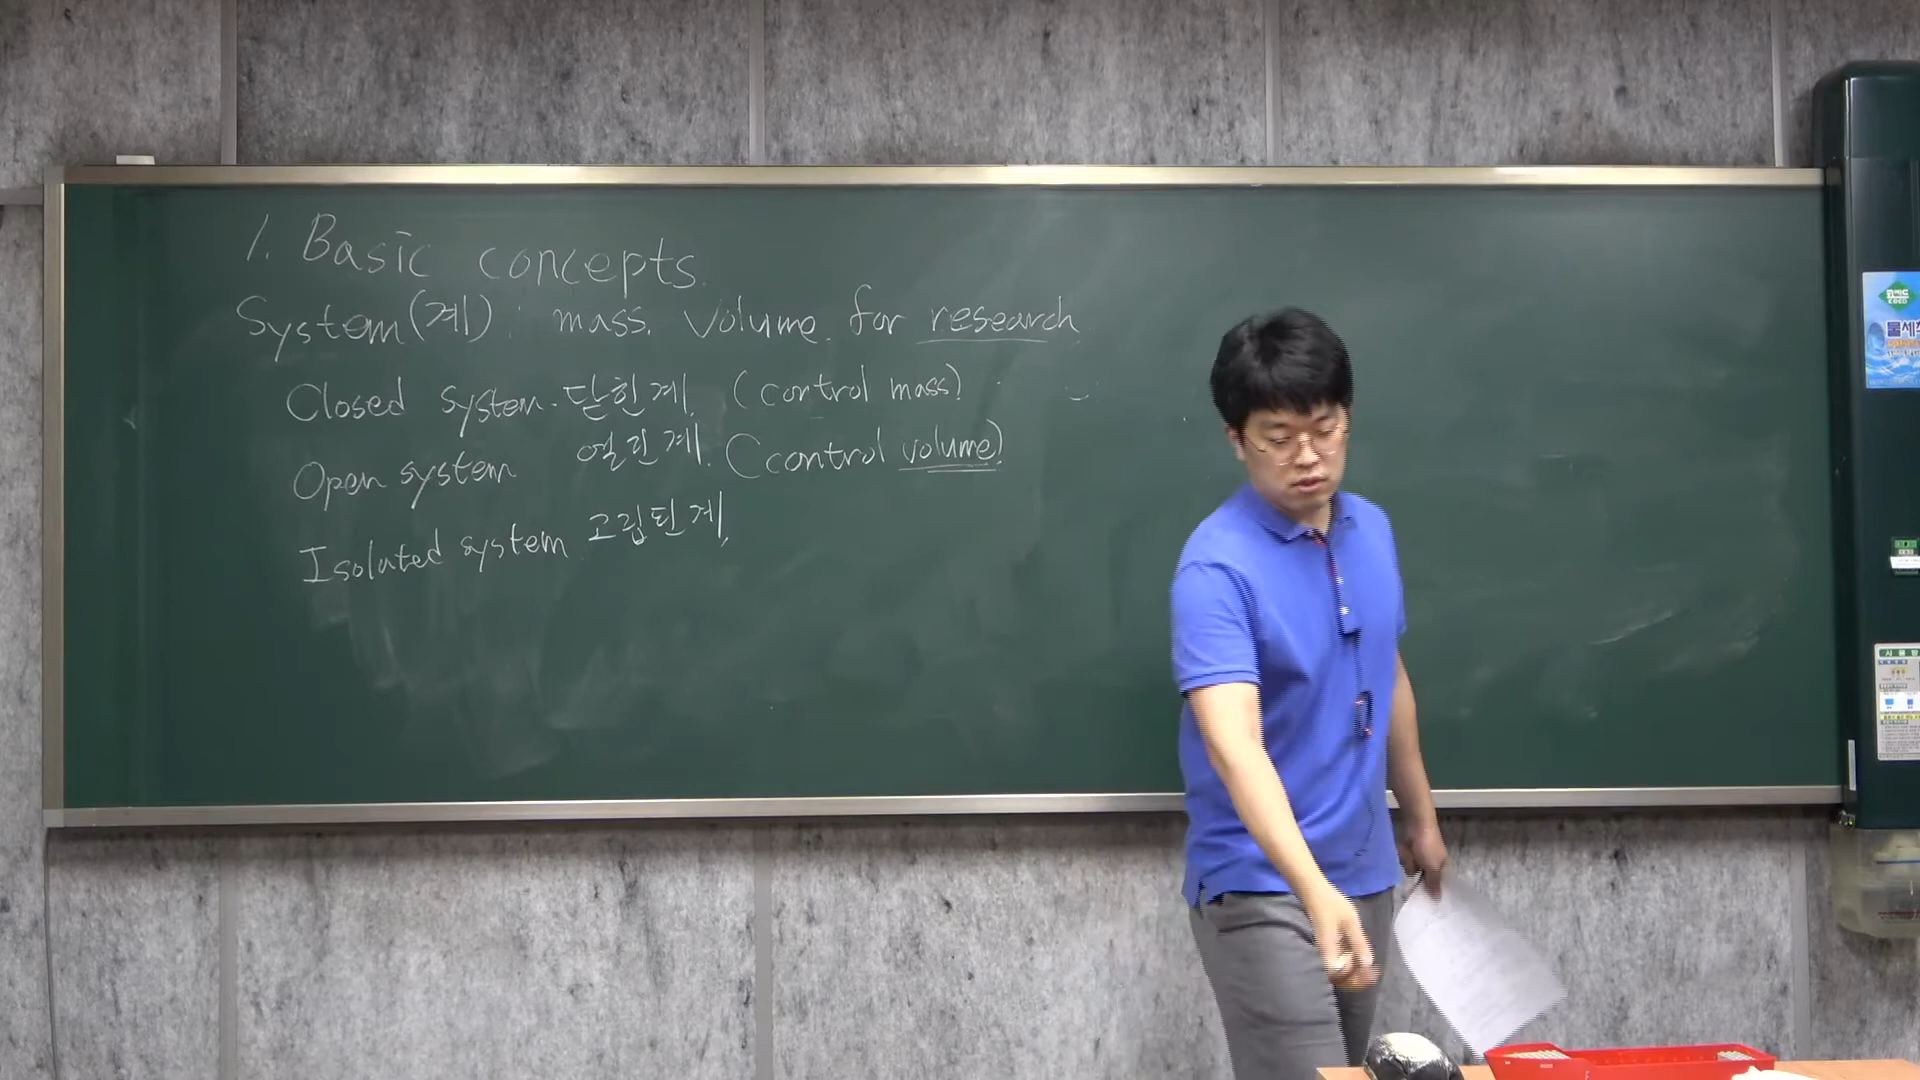 1. Basic concepts.
System(계) : mass. Volume. for research.
Closed system. 닫힌계. (control mass)
Open system 열린계. (control volume)
Isolated system 고립된계.